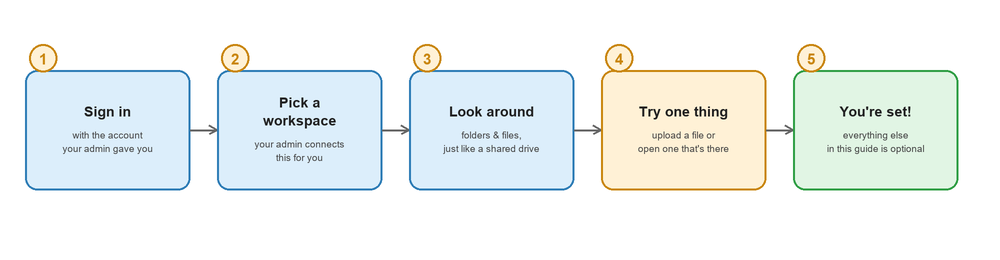 1
Sign in
with the account
your admin gave you
2
Pick a
workspace
your admin connects
this for you
3
Look around
folders & files,
just like a shared drive
4
Try one thing
upload a file or
open one that's there
5
You're set!
everything else
in this guide is optional